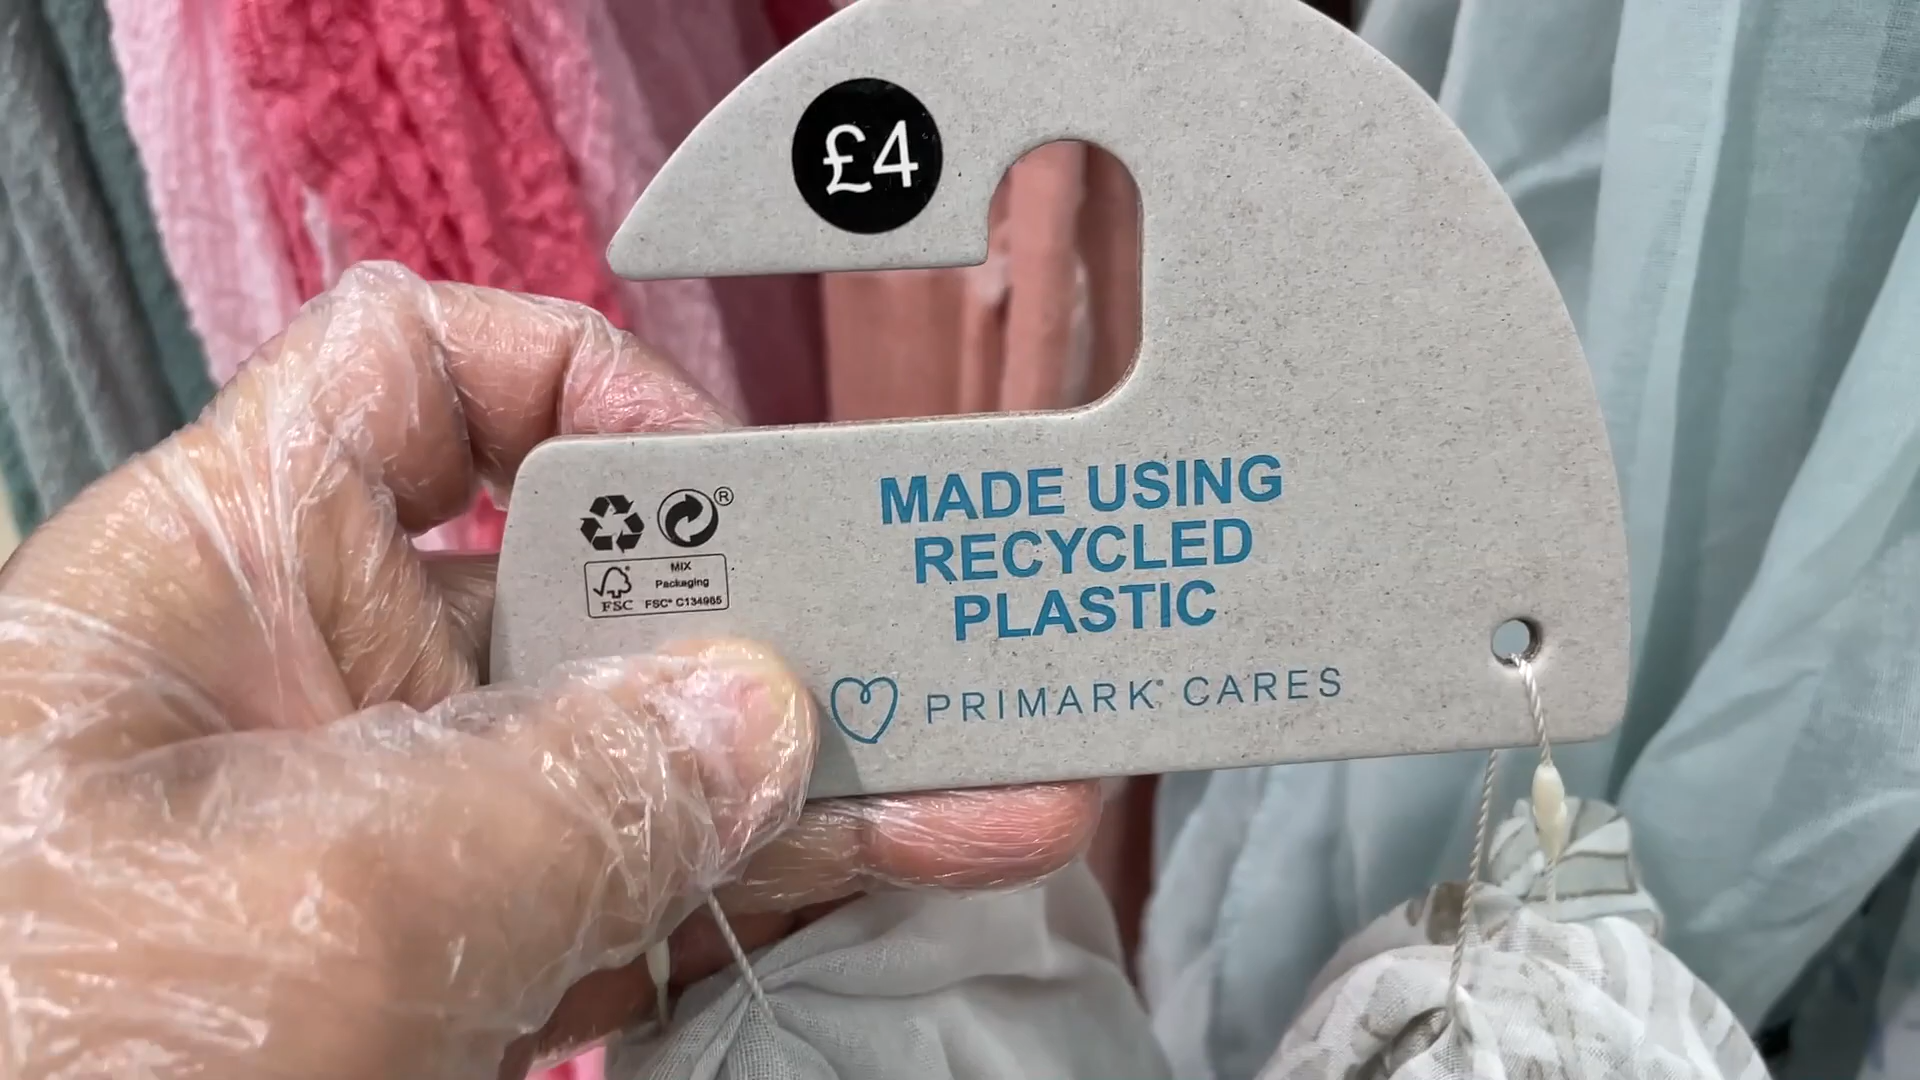 £4
MADE USING
RECYCLED
PLASTIC
®
MIX
Packaging
FSC
FSC® C134965
PRIMARK® CARES